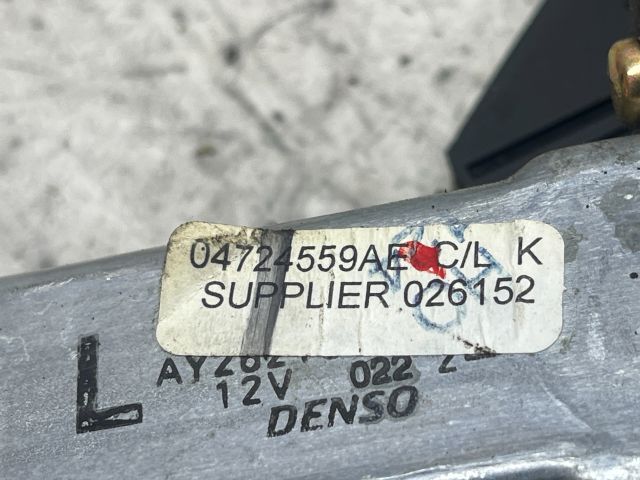 04724559AE C/L K
SUPPLIER 026152
L
12V 022
DENSO